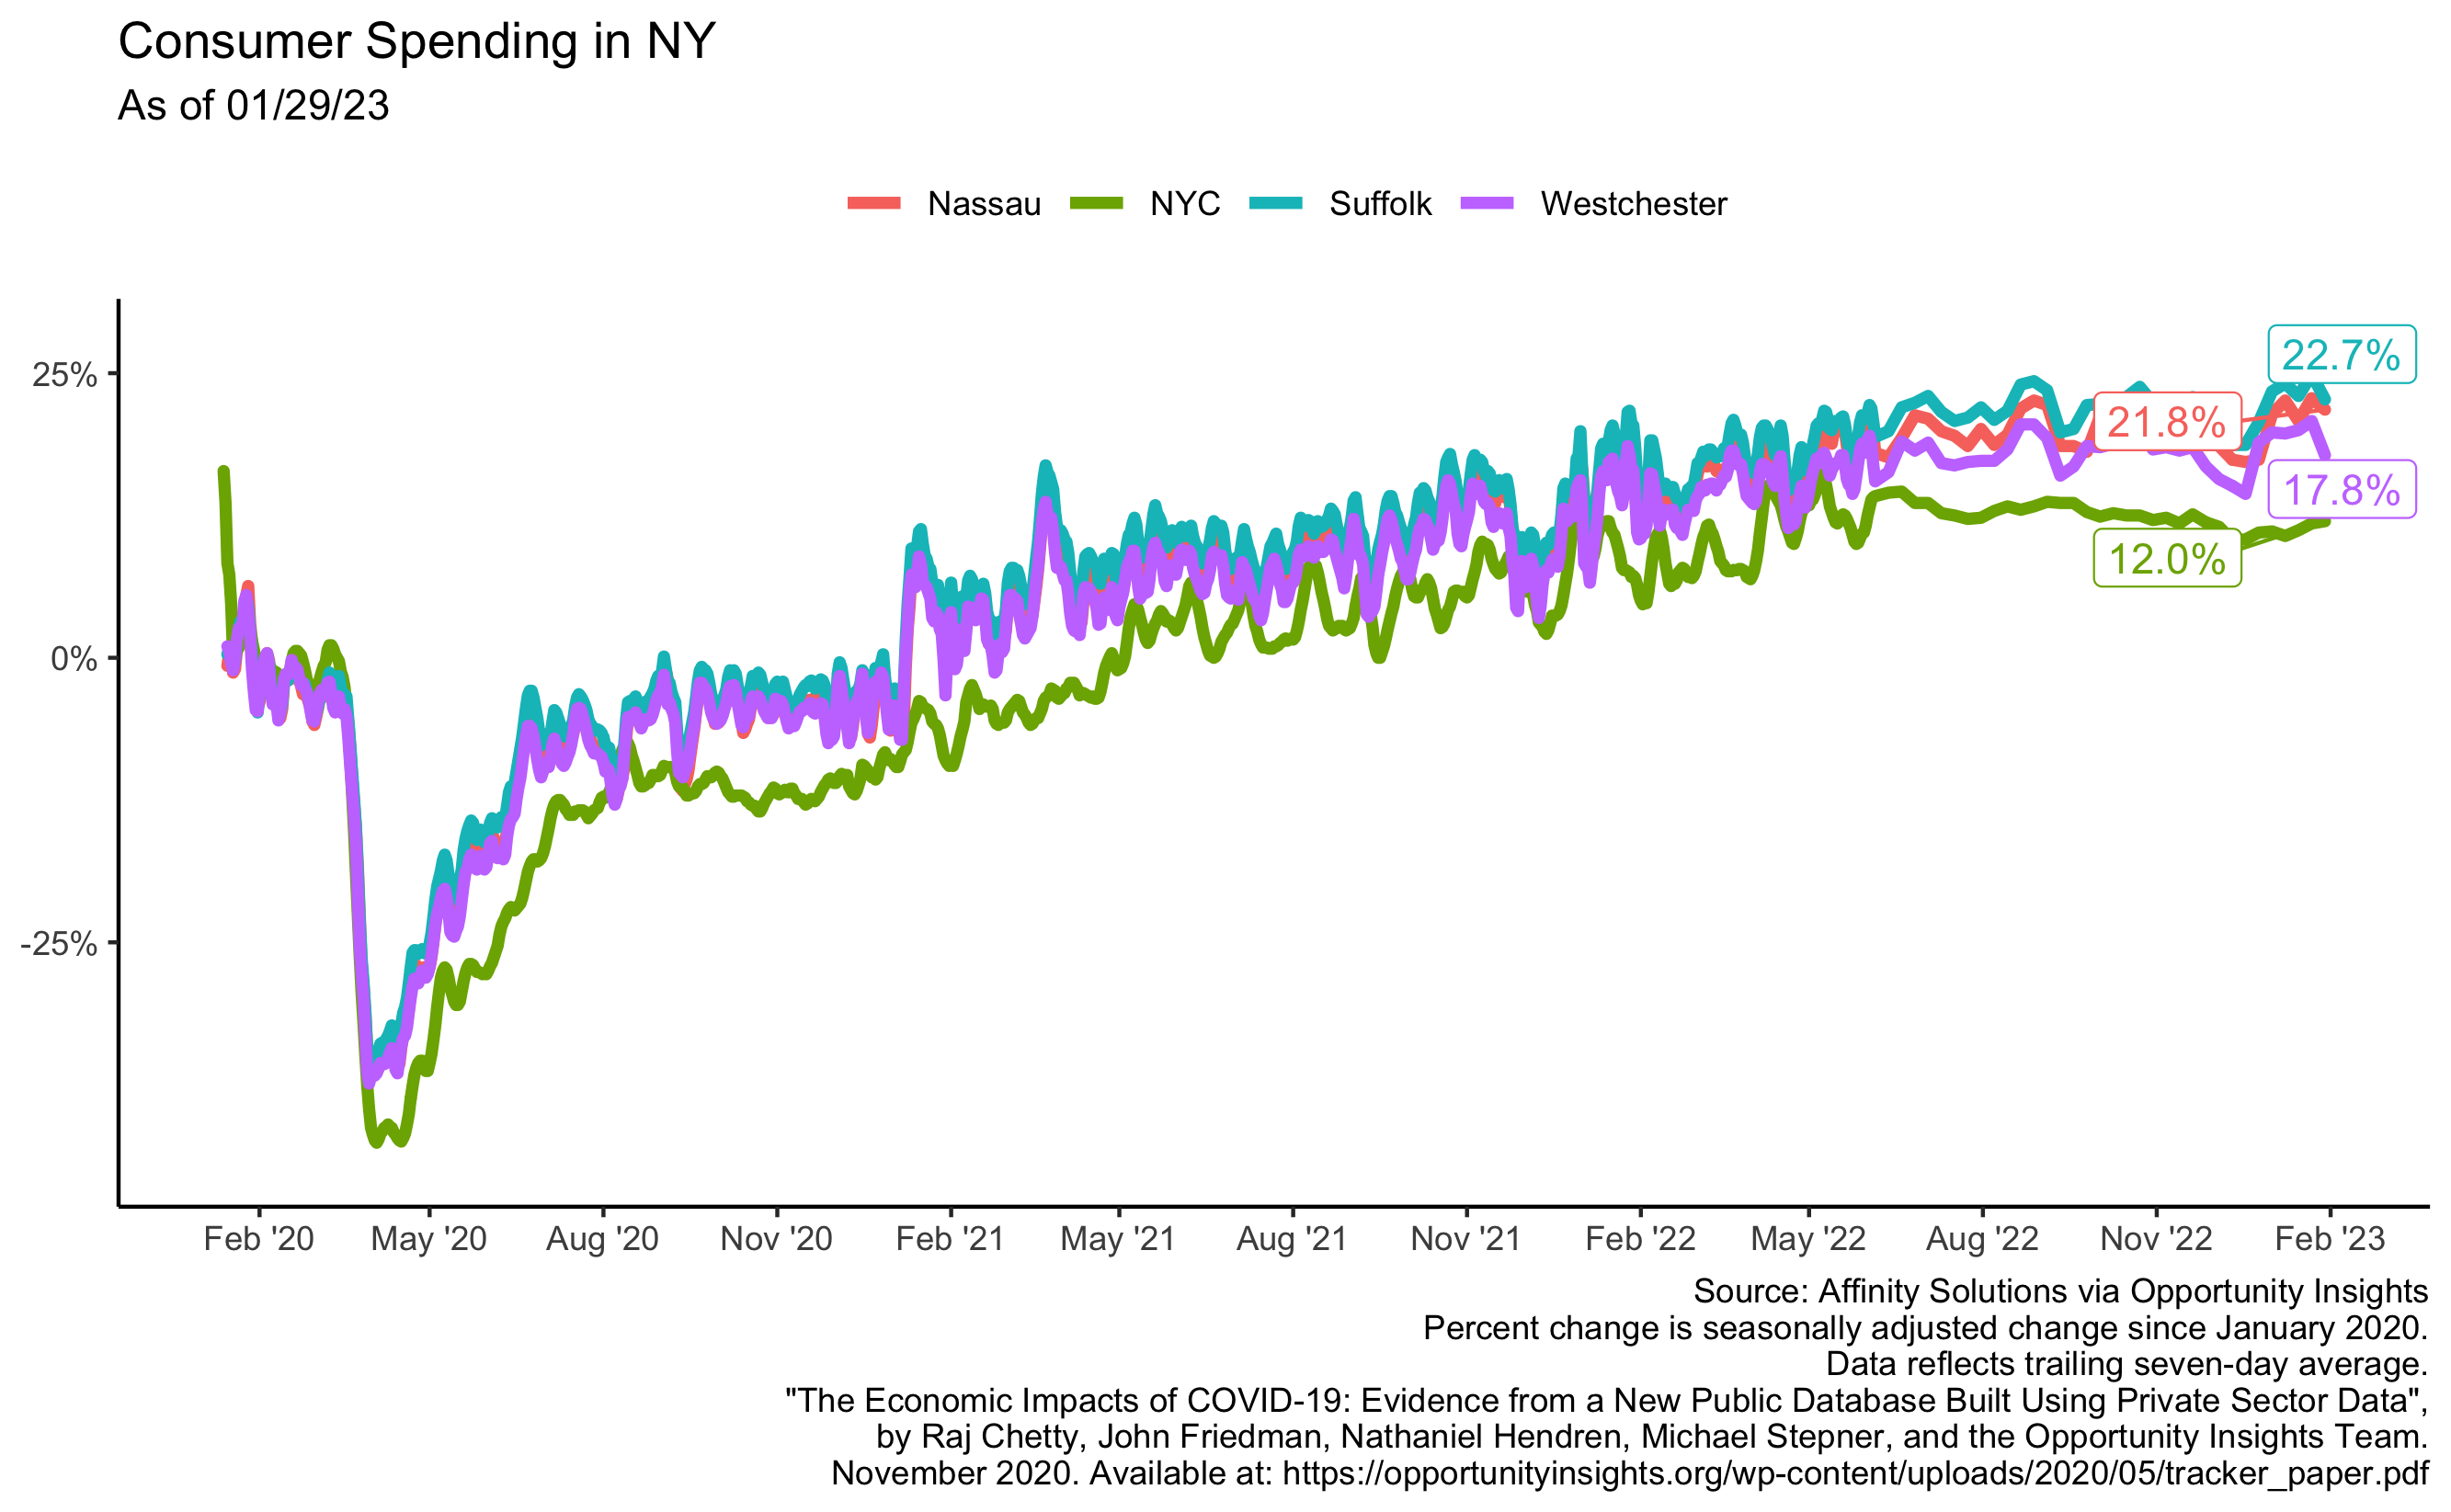 Consumer Spending in NY
As of 01/29/23
Nassau NYC Suffolk Westchester
25%
0%
-25%
22.7%
21.8%
17.8%
12.0%
Feb '20 May '20 Aug '20 Nov '20 Feb '21 May '21 Aug '21 Nov '21 Feb '22 May '22 Aug '22 Nov '22 Feb '23
Source: Affinity Solutions via Opportunity Insights
Percent change is seasonally adjusted change since January 2020.
Data reflects trailing seven-day average.
"The Economic Impacts of COVID-19: Evidence from a New Public Database Built Using Private Sector Data",
by Raj Chetty, John Friedman, Nathaniel Hendren, Michael Stepner, and the Opportunity Insights Team.
November 2020. Available at: https://opportunityinsights.org/wp-content/uploads/2020/05/tracker_paper.pdf